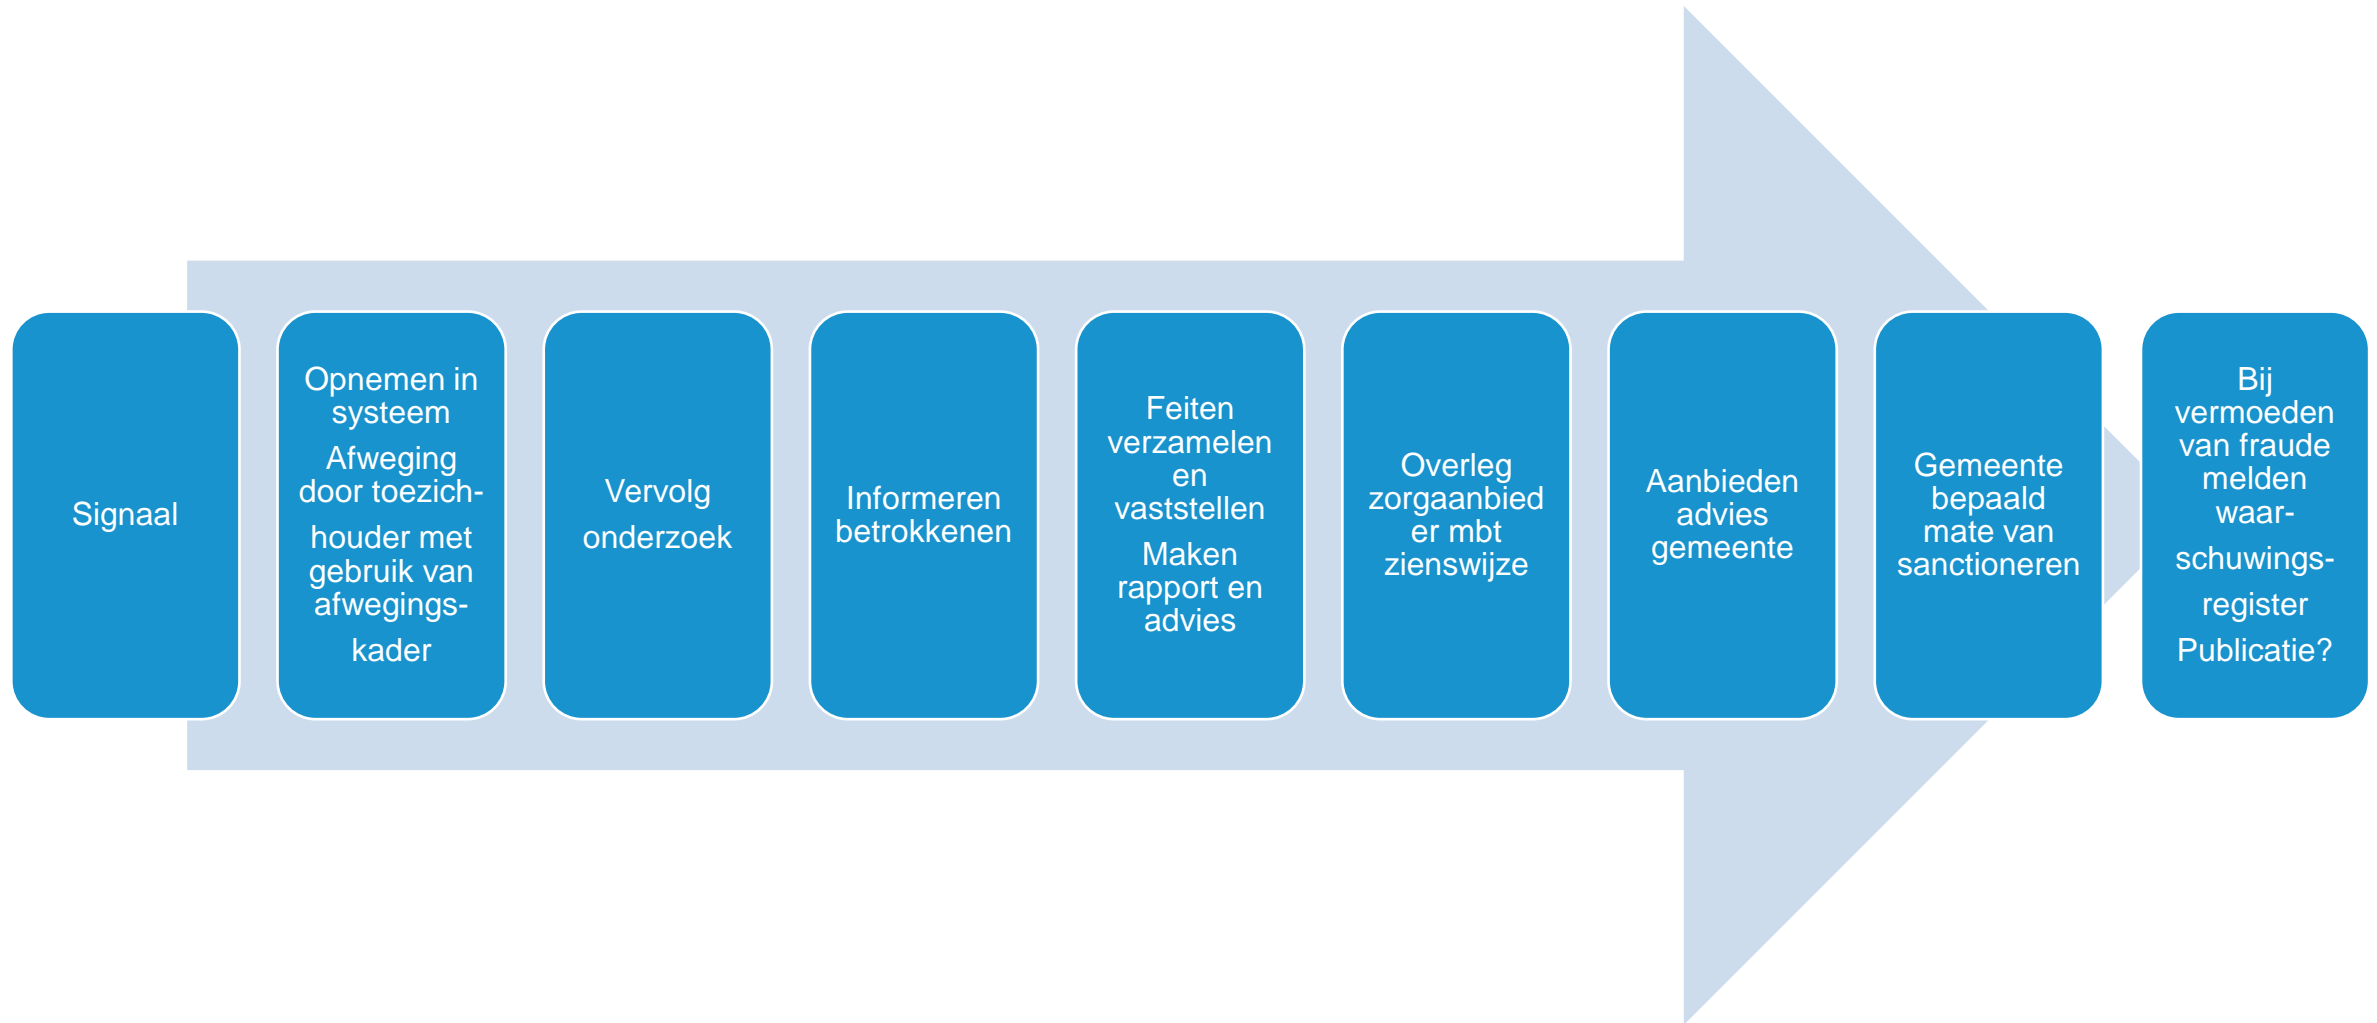 Signaal
Opnemen in
systeem
Afweging
door toezich-
houder met
gebruik van
afwegings-
kader
Vervolg
onderzoek
Informeren
betrokkenen
Feiten
verzamelen
en
vaststellen
Maken
rapport en
advies
Overleg
zorgaanbied
er mbt
zienswijze
Aanbieden
advies
gemeente
Gemeente
bepaald
mate van
sanctioneren
Bij
vermoeden
van fraude
melden
waar-
schuwings-
register
Publicatie?